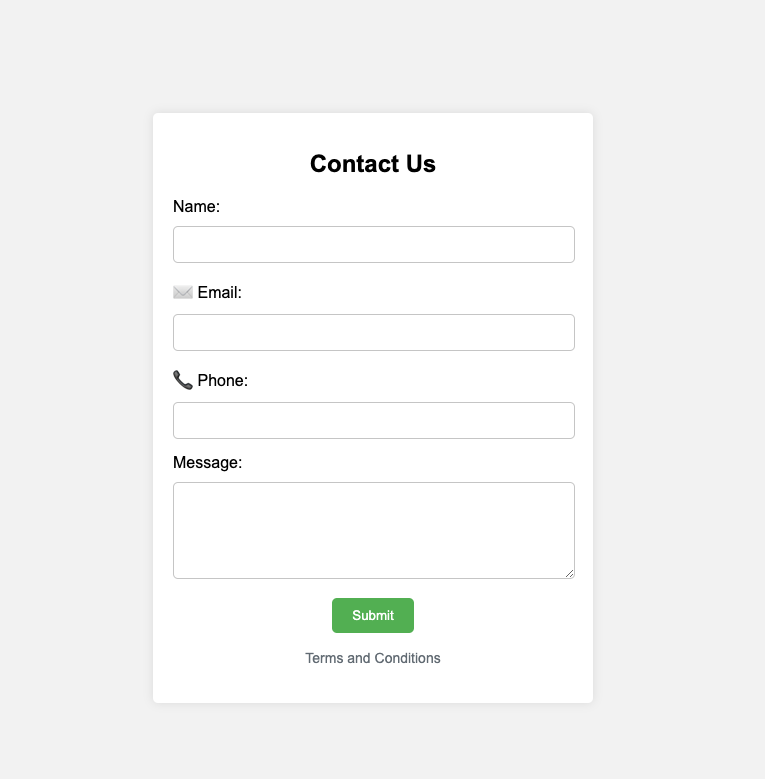 Contact Us
Name:
✉️ Email:
📞 Phone:
Message:
Submit
Terms and Conditions